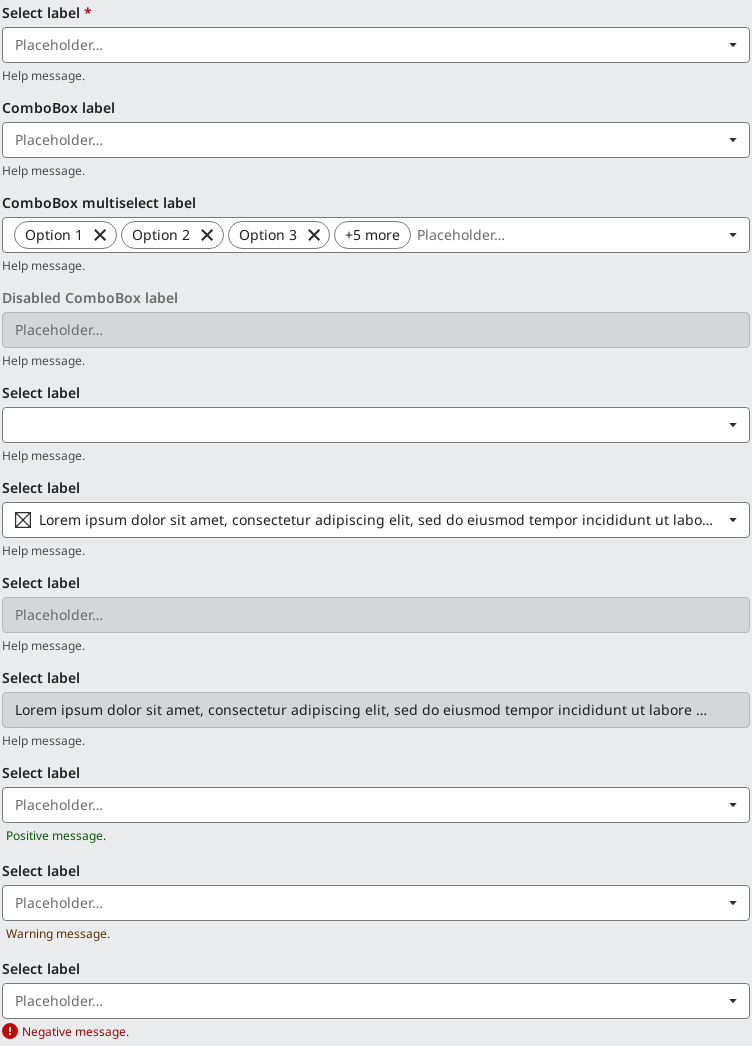 Select label *
Placeholder...
Help message.
ComboBox label
Placeholder...
Help message.
ComboBox multiselect label
Option 1 Option 2 Option 3 +5 more Placeholder...
Help message.
Disabled ComboBox label
Placeholder...
Help message.
Select label
Help message.
Select label
Lorem ipsum dolor sit amet, consectetur adipiscing elit, sed do eiusmod tempor incididunt ut labo...
Help message.
Select label
Placeholder...
Help message.
Select label
Lorem ipsum dolor sit amet, consectetur adipiscing elit, sed do eiusmod tempor incididunt ut labore ...
Help message.
Select label
Placeholder...
Positive message.
Select label
Placeholder...
Warning message.
Select label
Placeholder...
Negative message.